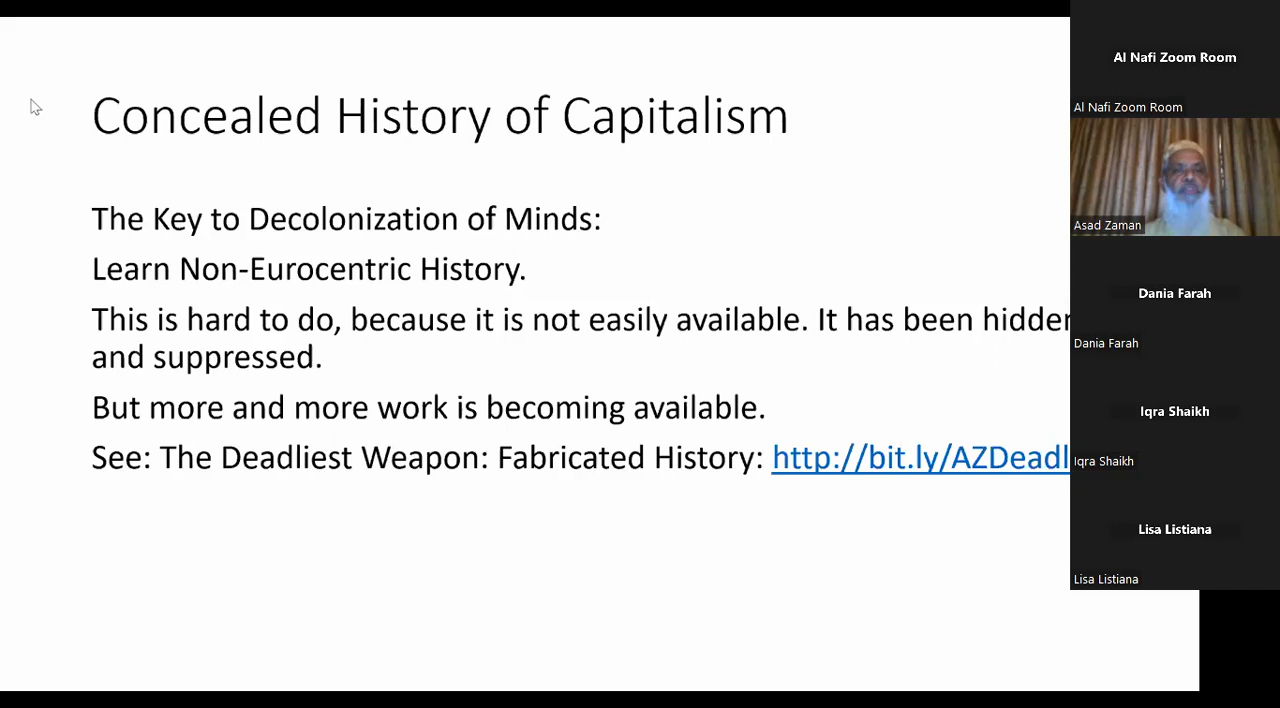 Concealed History of Capitalism
The Key to Decolonization of Minds:
Learn Non-Eurocentric History.
This is hard to do, because it is not easily available. It has been hidden
and suppressed.
But more and more work is becoming available.
See: The Deadliest Weapon: Fabricated History: http://bit.ly/AZDeadl
Al Nafi Zoom Room
Al Nafi Zoom Room
Asad Zaman
Dania Farah
Dania Farah
Iqra Shaikh
Iqra Shaikh
Lisa Listiana
Lisa Listiana